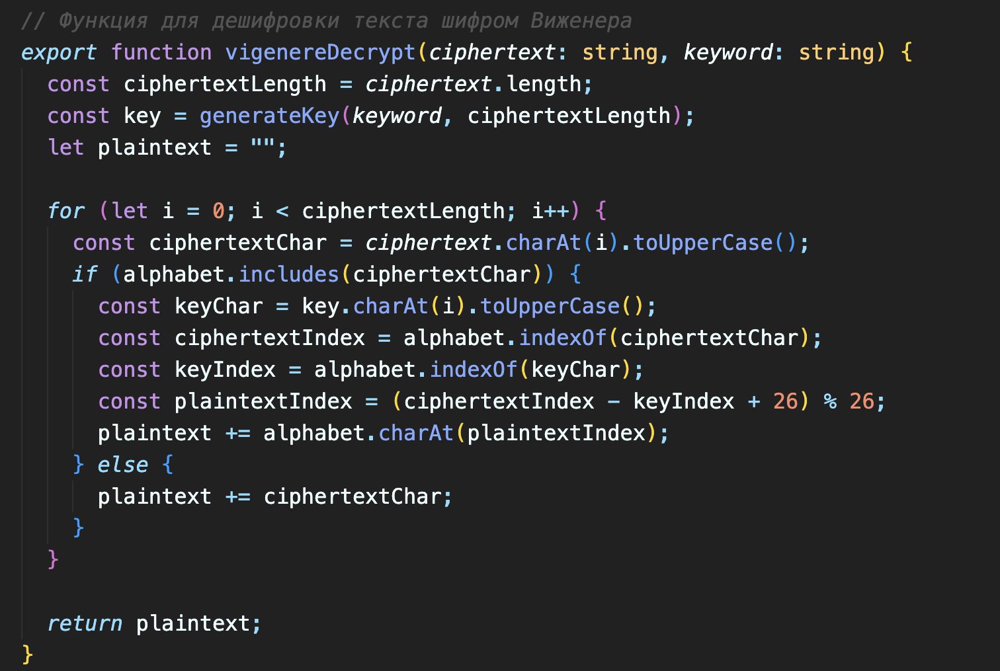 // Функция для дешифровки текста шифром Виженера
export function vigenereDecrypt(ciphertext: string, keyword: string) {
  const ciphertextLength = ciphertext.length;
  const key = generateKey(keyword, ciphertextLength);
  let plaintext = "";

  for (let i = 0; i < ciphertextLength; i++) {
    const ciphertextChar = ciphertext.charAt(i).toUpperCase();
    if (alphabet.includes(ciphertextChar)) {
      const keyChar = key.charAt(i).toUpperCase();
      const ciphertextIndex = alphabet.indexOf(ciphertextChar);
      const keyIndex = alphabet.indexOf(keyChar);
      const plaintextIndex = (ciphertextIndex - keyIndex + 26) % 26;
      plaintext += alphabet.charAt(plaintextIndex);
    } else {
      plaintext += ciphertextChar;
    }
  }

  return plaintext;
}